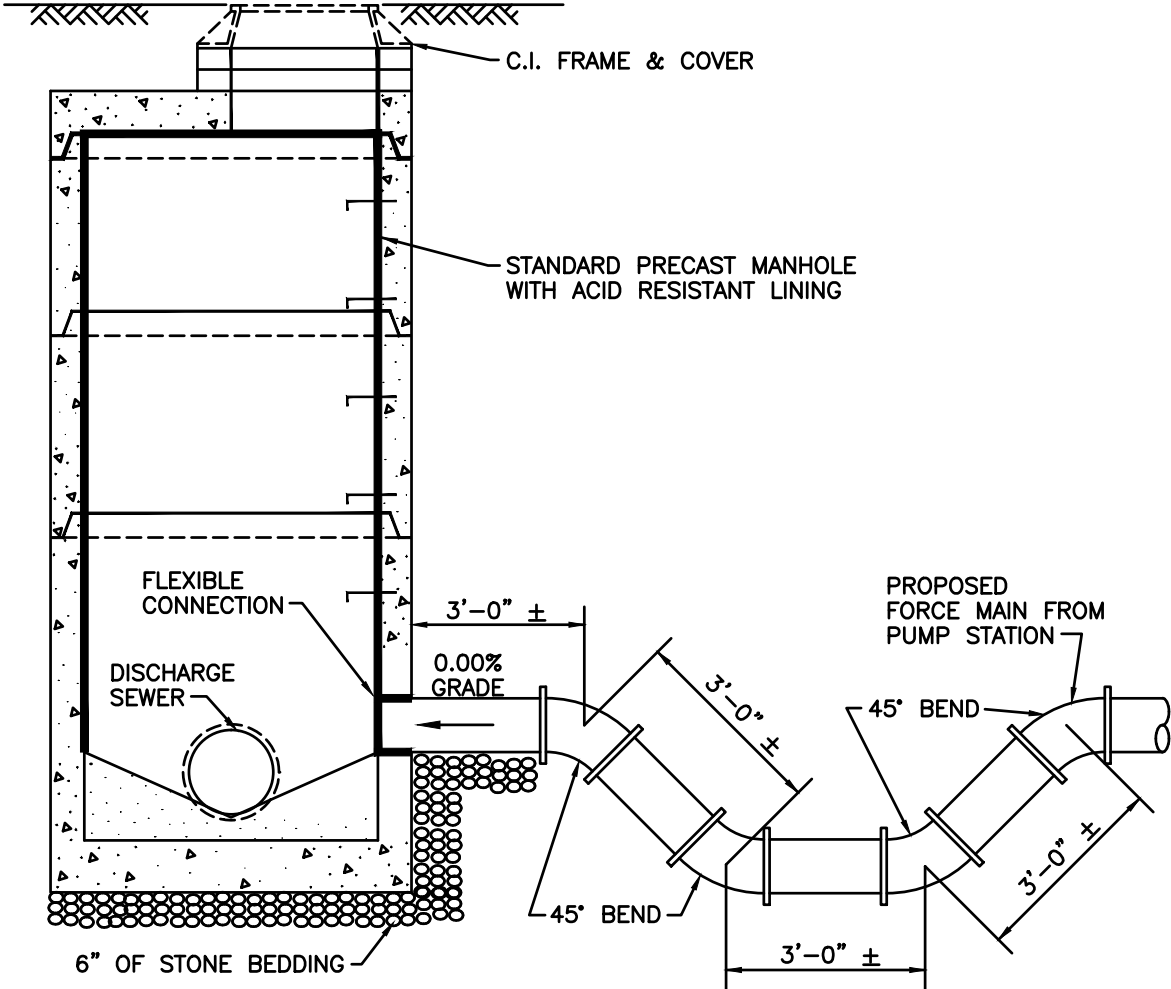 C.I. FRAME & COVER
STANDARD PRECAST MANHOLE
WITH ACID RESISTANT LINING
FLEXIBLE
CONNECTION
3'-0" ±
PROPOSED
FORCE MAIN FROM
PUMP STATION
DISCHARGE
SEWER
0.00%
GRADE
3'-0" ±
45° BEND
3'-0" ±
45° BEND
3'-0" ±
6" OF STONE BEDDING